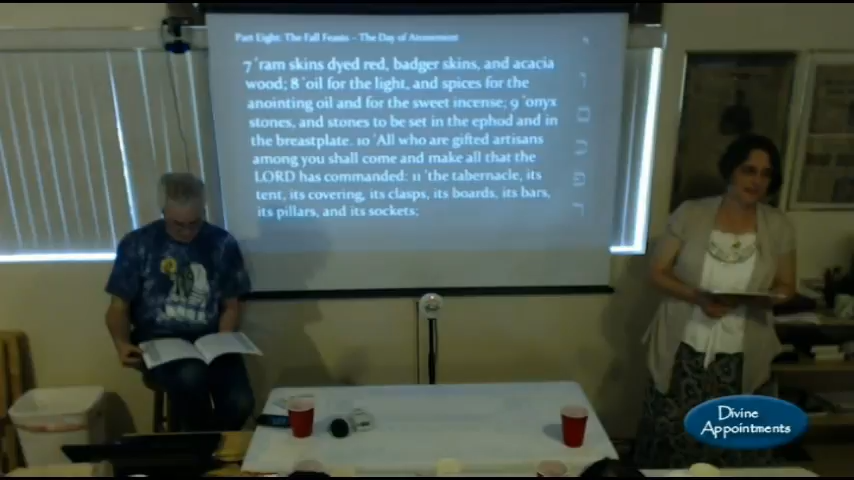 Part Eight: The Fall Feasts – The Day of Atonement
7 'ram skins dyed red, badger skins, and acacia
wood; 8 'oil for the light, and spices for the
anointing oil and for the sweet incense; 9 'onyx
stones, and stones to be set in the ephod and in
the breastplate. 10 'All who are gifted artisans
among you shall come and make all that the
LORD has commanded: 11 'the tabernacle, its
tent, its covering, its clasps, its boards, its bars,
its pillars, and its sockets;
Divine
Appointments